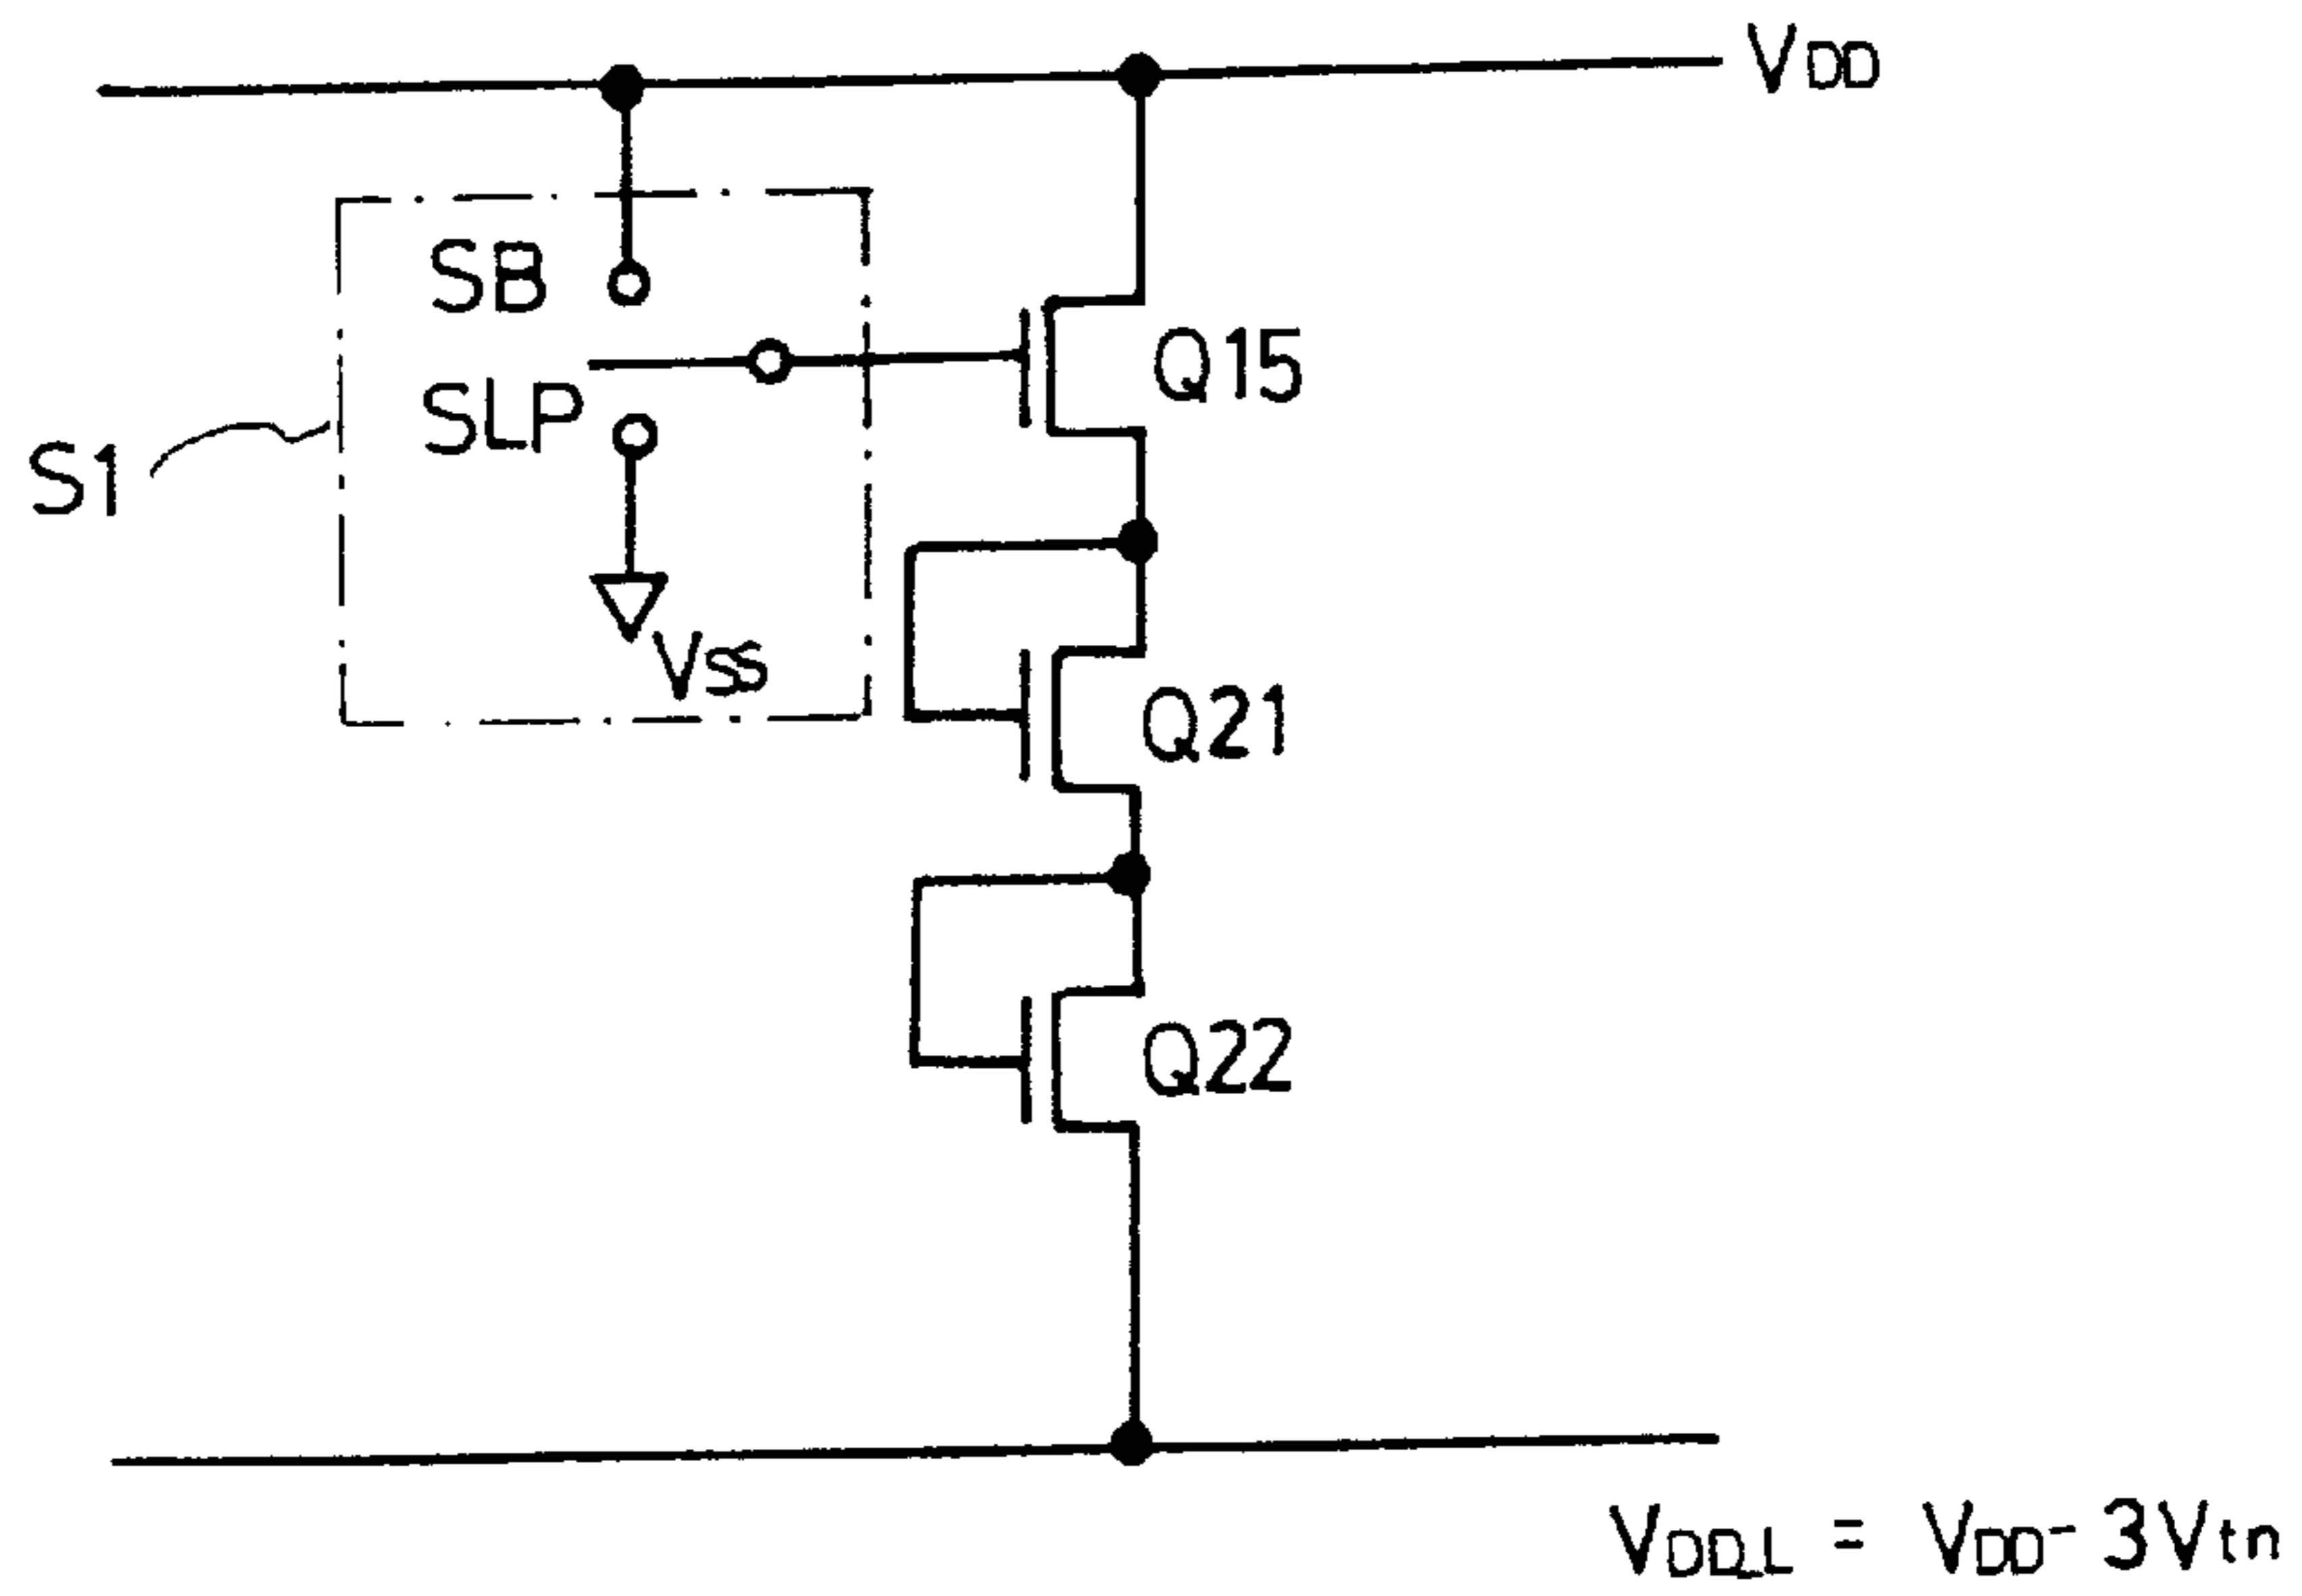 VDD
SB
SLP
S1
Q15
VSS
Q21
Q22
VDDL = VDD- 3Vtn